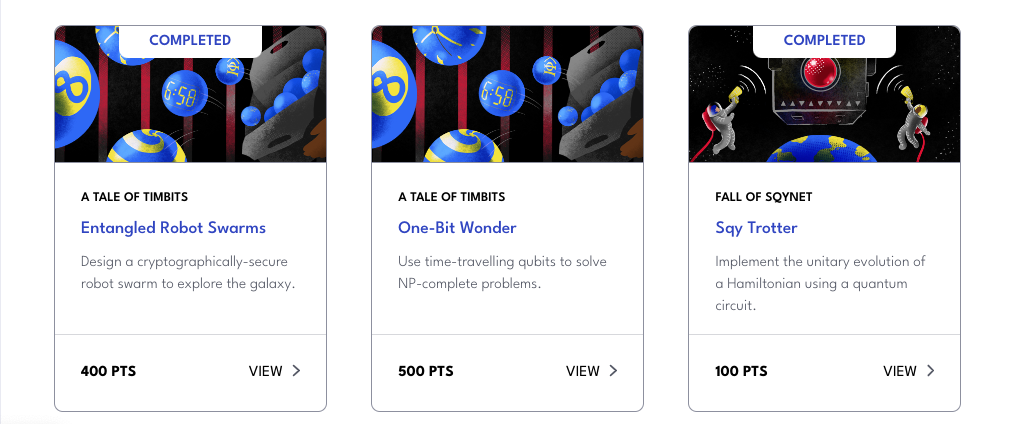 COMPLETED
6:58
8
A TALE OF TIMBITS
Entangled Robot Swarms
Design a cryptographically-secure
robot swarm to explore the galaxy.
400 PTS
VIEW
6:58
8
A TALE OF TIMBITS
One-Bit Wonder
Use time-travelling qubits to solve
NP-complete problems.
500 PTS
VIEW
COMPLETED
FALL OF SQYNET
Sqy Trotter
Implement the unitary evolution of
a Hamiltonian using a quantum
circuit.
100 PTS
VIEW